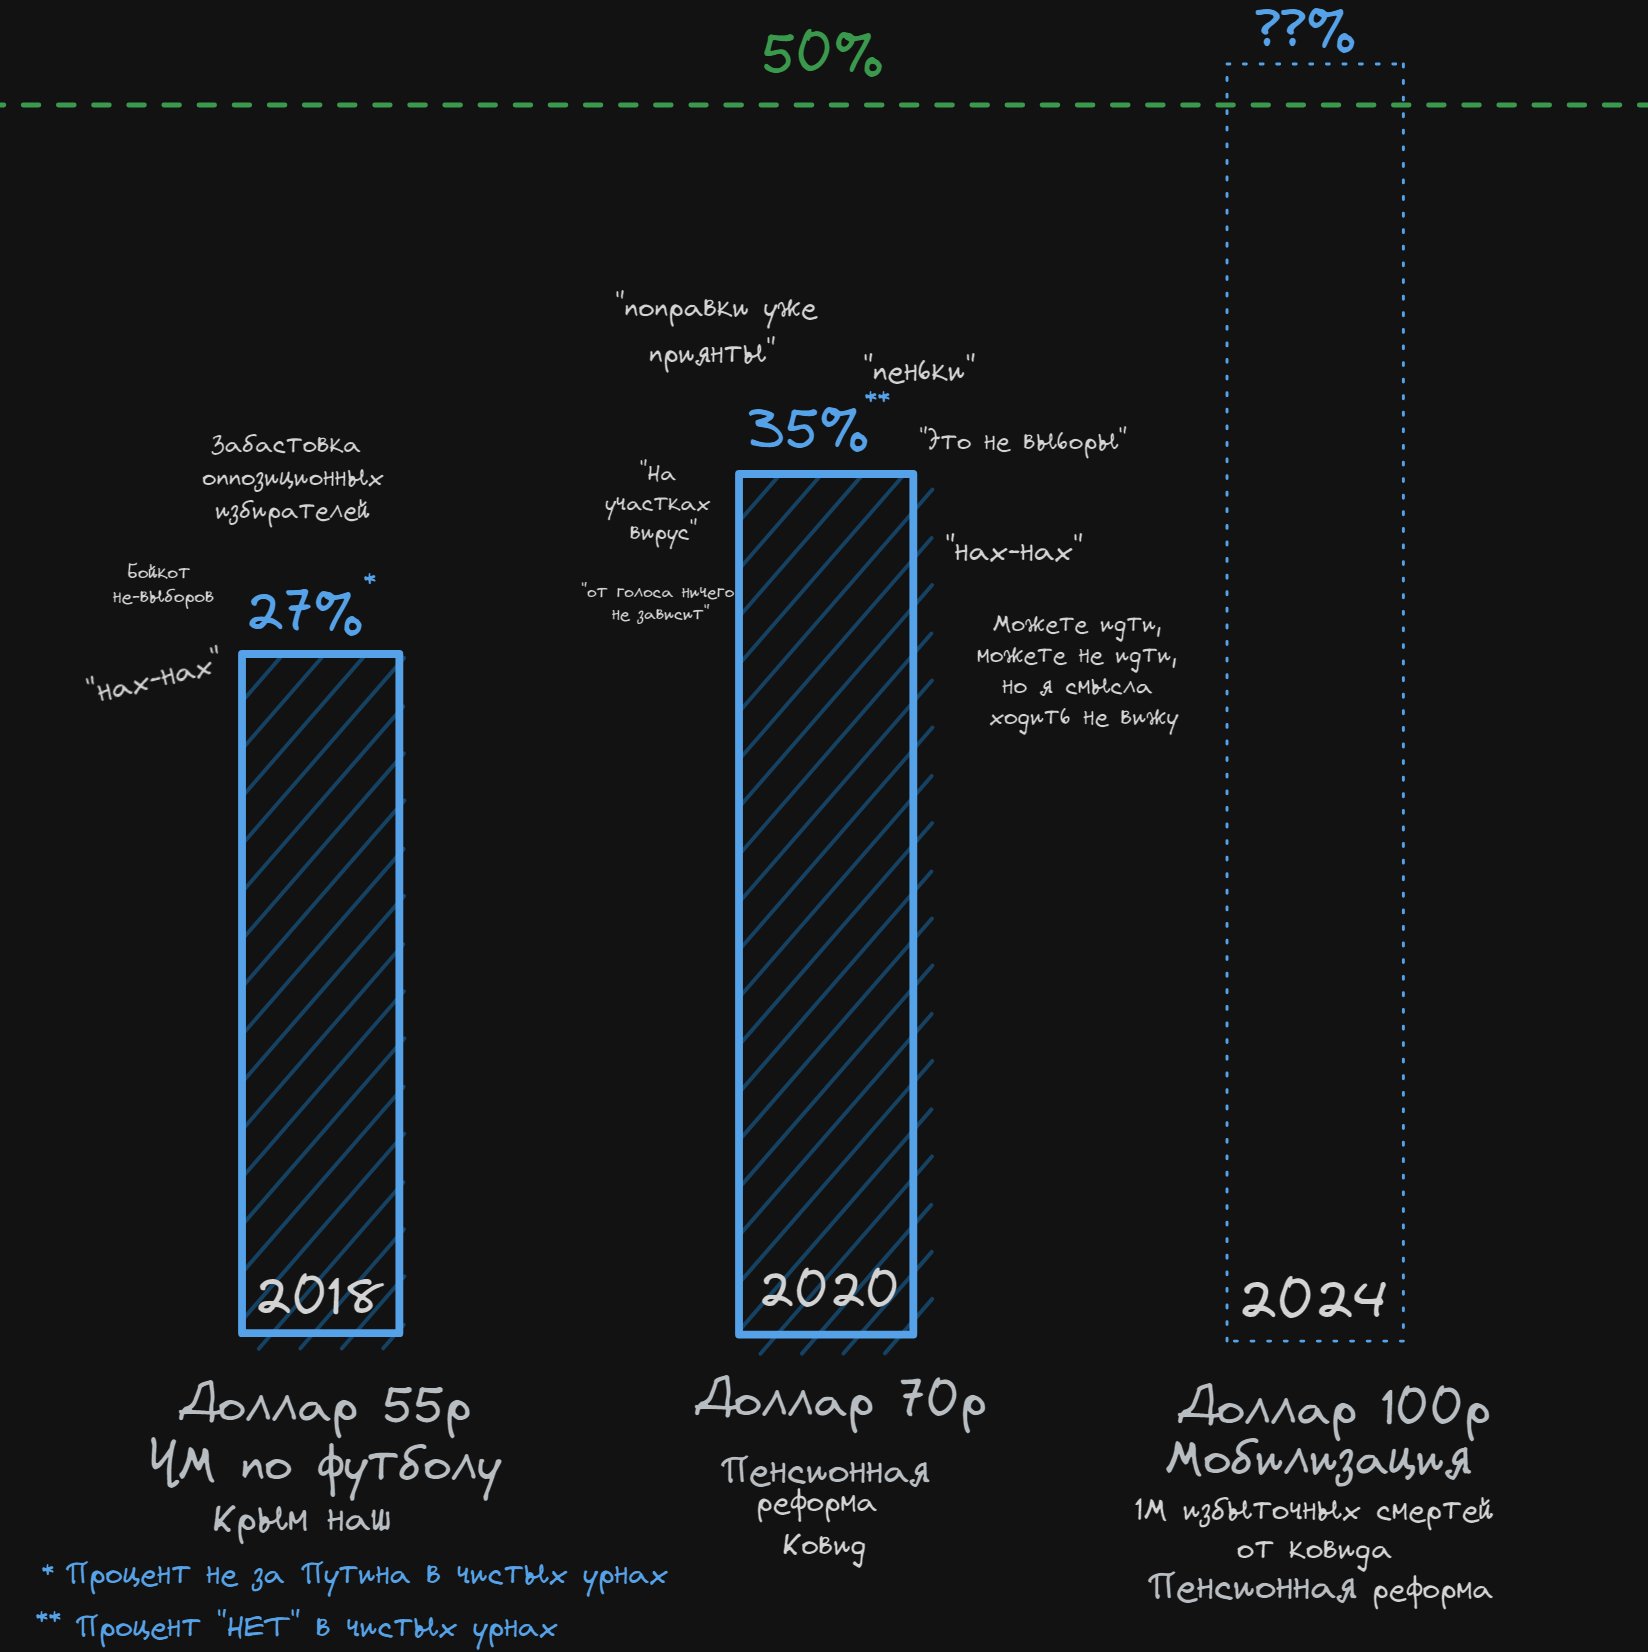 ??%
50%
"поправки уже
приянты"
"пеньки"
**
35%
"Это не выборы"
Забастовка
оппозиционных
избирателей
"На
участках
вирус"
"Нах-Нах"
Бойкот
не-выборов
*
27%
"от голоса ничего
не зависит"
Можете идти,
можете не идти,
но я смысла
ходить не вижу
"Нах-Нах"
2018
2020
2024
Доллар 55р
ЧМ по футболу
Крым наш
Доллар 70р
Пенсионная
реформа
Ковид
Доллар 100р
Мобилизация
1М избыточных смертей
от ковида
Пенсионная реформа
* Процент не за Путина в чистых урнах
** Процент "НЕТ" в чистых урнах